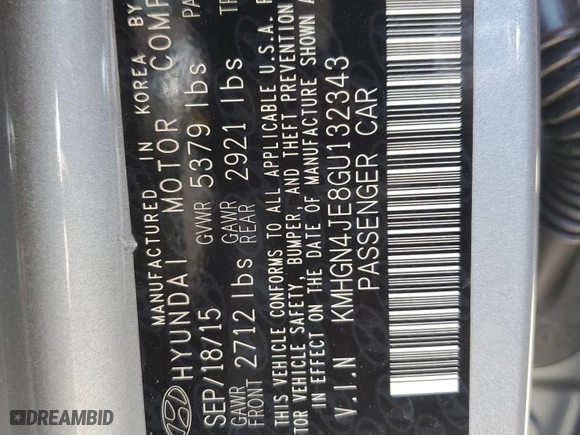 MANUFACTURED IN KOREA BY
HYUNDAI MOTOR COMP
SEP/18/15 GVWR 5379 lbs PA
GAWR FRONT 2712 lbs GAWR REAR 2921 lbs
THIS VEHICLE CONFORMS TO ALL APPLICABLE U.S.A.
VEHICLE SAFETY, BUMPER, AND THEFT PREVENTION
IN EFFECT ON THE DATE OF MANUFACTURE SHOWN
V.I.N KMHGN4JE8GU132343
PASSENGER CAR
DREAMBID